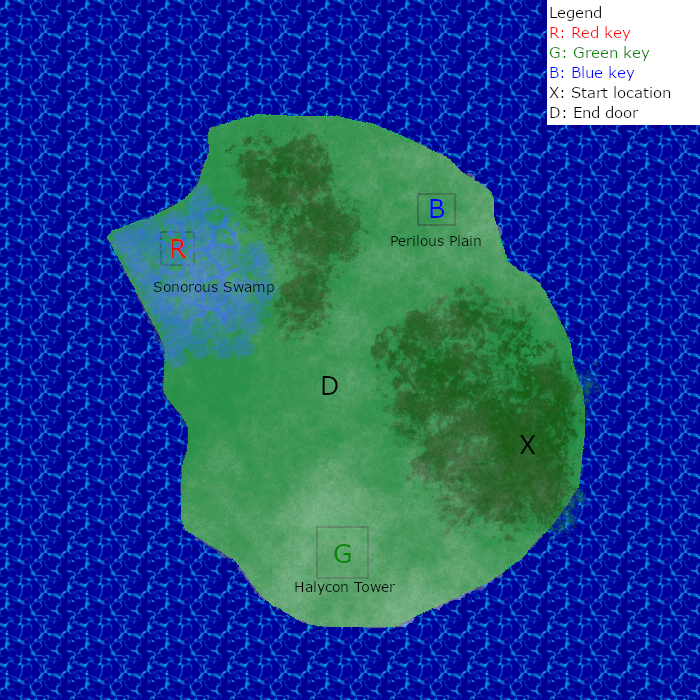 Legend
R: Red key
G: Green key
B: Blue key
X: Start location
D: End door
B
Perilous Plain
R
Sonorous Swamp
D
X
G
Halycon Tower